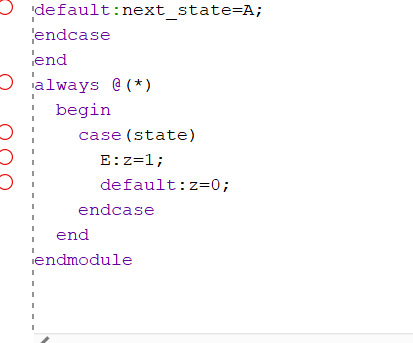 default:next_state=A;
endcase
end
always @(*)
begin
case(state)
E:z=1;
default:z=0;
endcase
end
endmodule